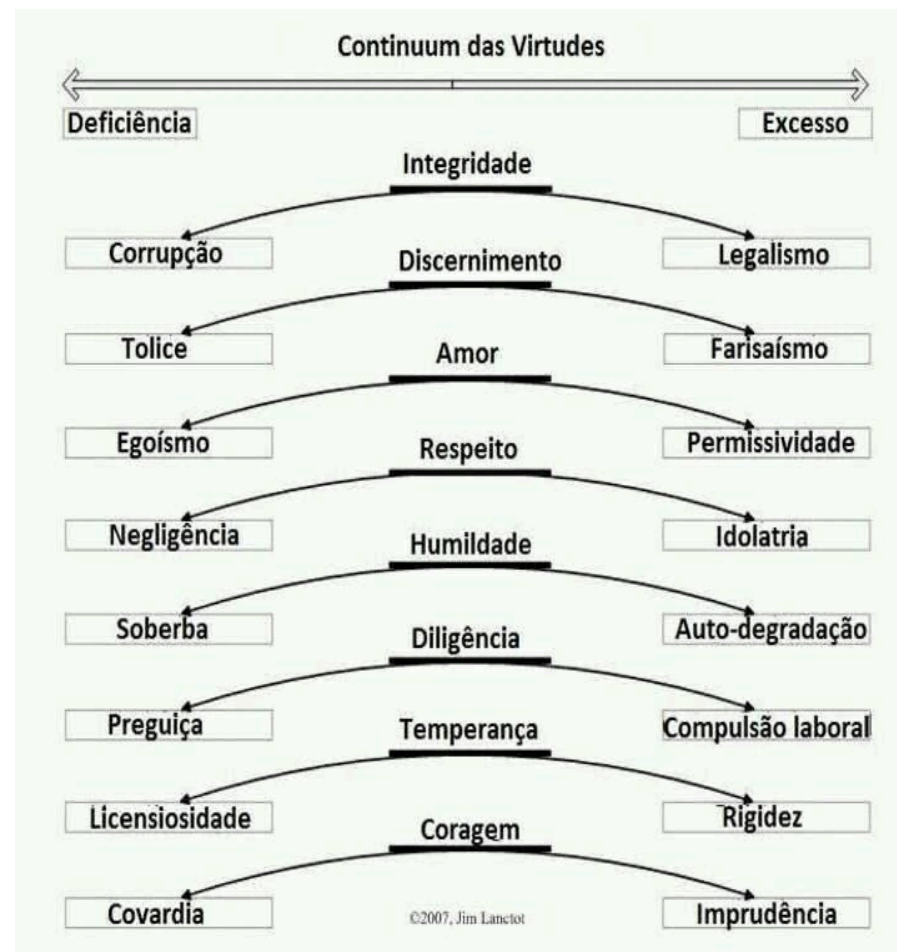 Continuum das Virtudes
Deficiência
Excesso
Integridade
Corrupção
Legalismo
Discernimento
Tolice
Farisaísmo
Amor
Egoísmo
Permissividade
Respeito
Negligência
Idolatria
Humildade
Soberba
Auto-degradação
Diligência
Preguiça
Compulsão laboral
Temperança
Licensiosidade
Rigidez
Coragem
Covardia
Imprudência
©2007, Jim Lanctot